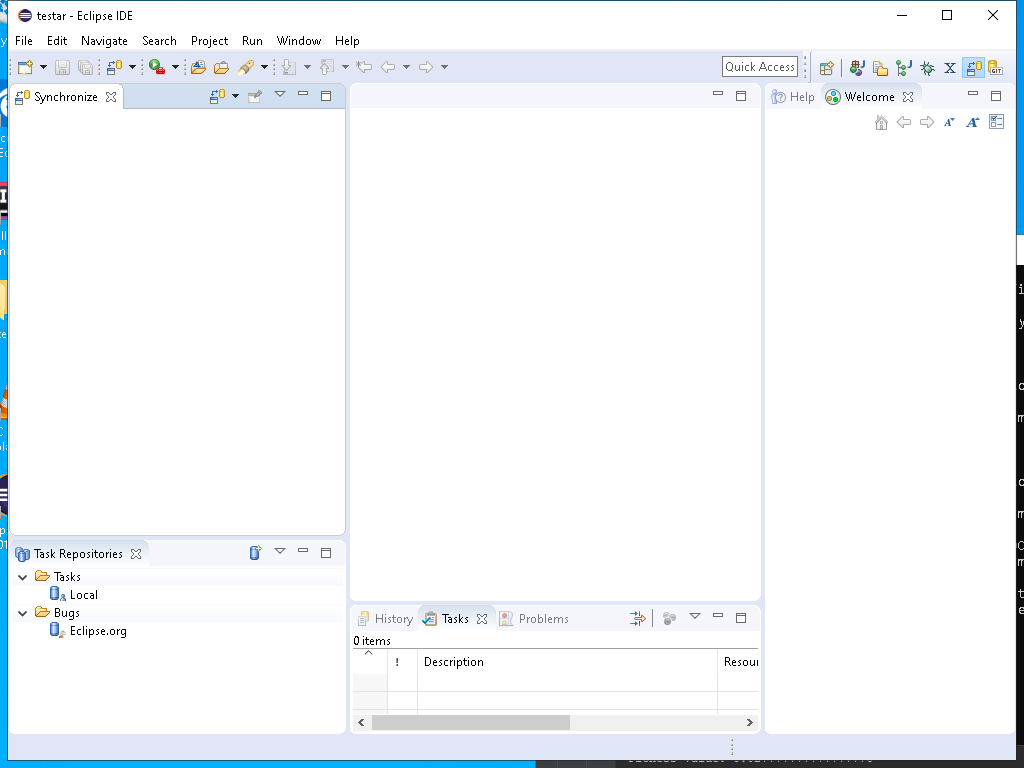 testar - Eclipse IDE
File Edit Navigate Search Project Run Window Help
Quick Access
Synchronize
Help Welcome
Task Repositories
Tasks
Local
Bugs
Eclipse.org
History Tasks Problems
0 items
! Description Resour